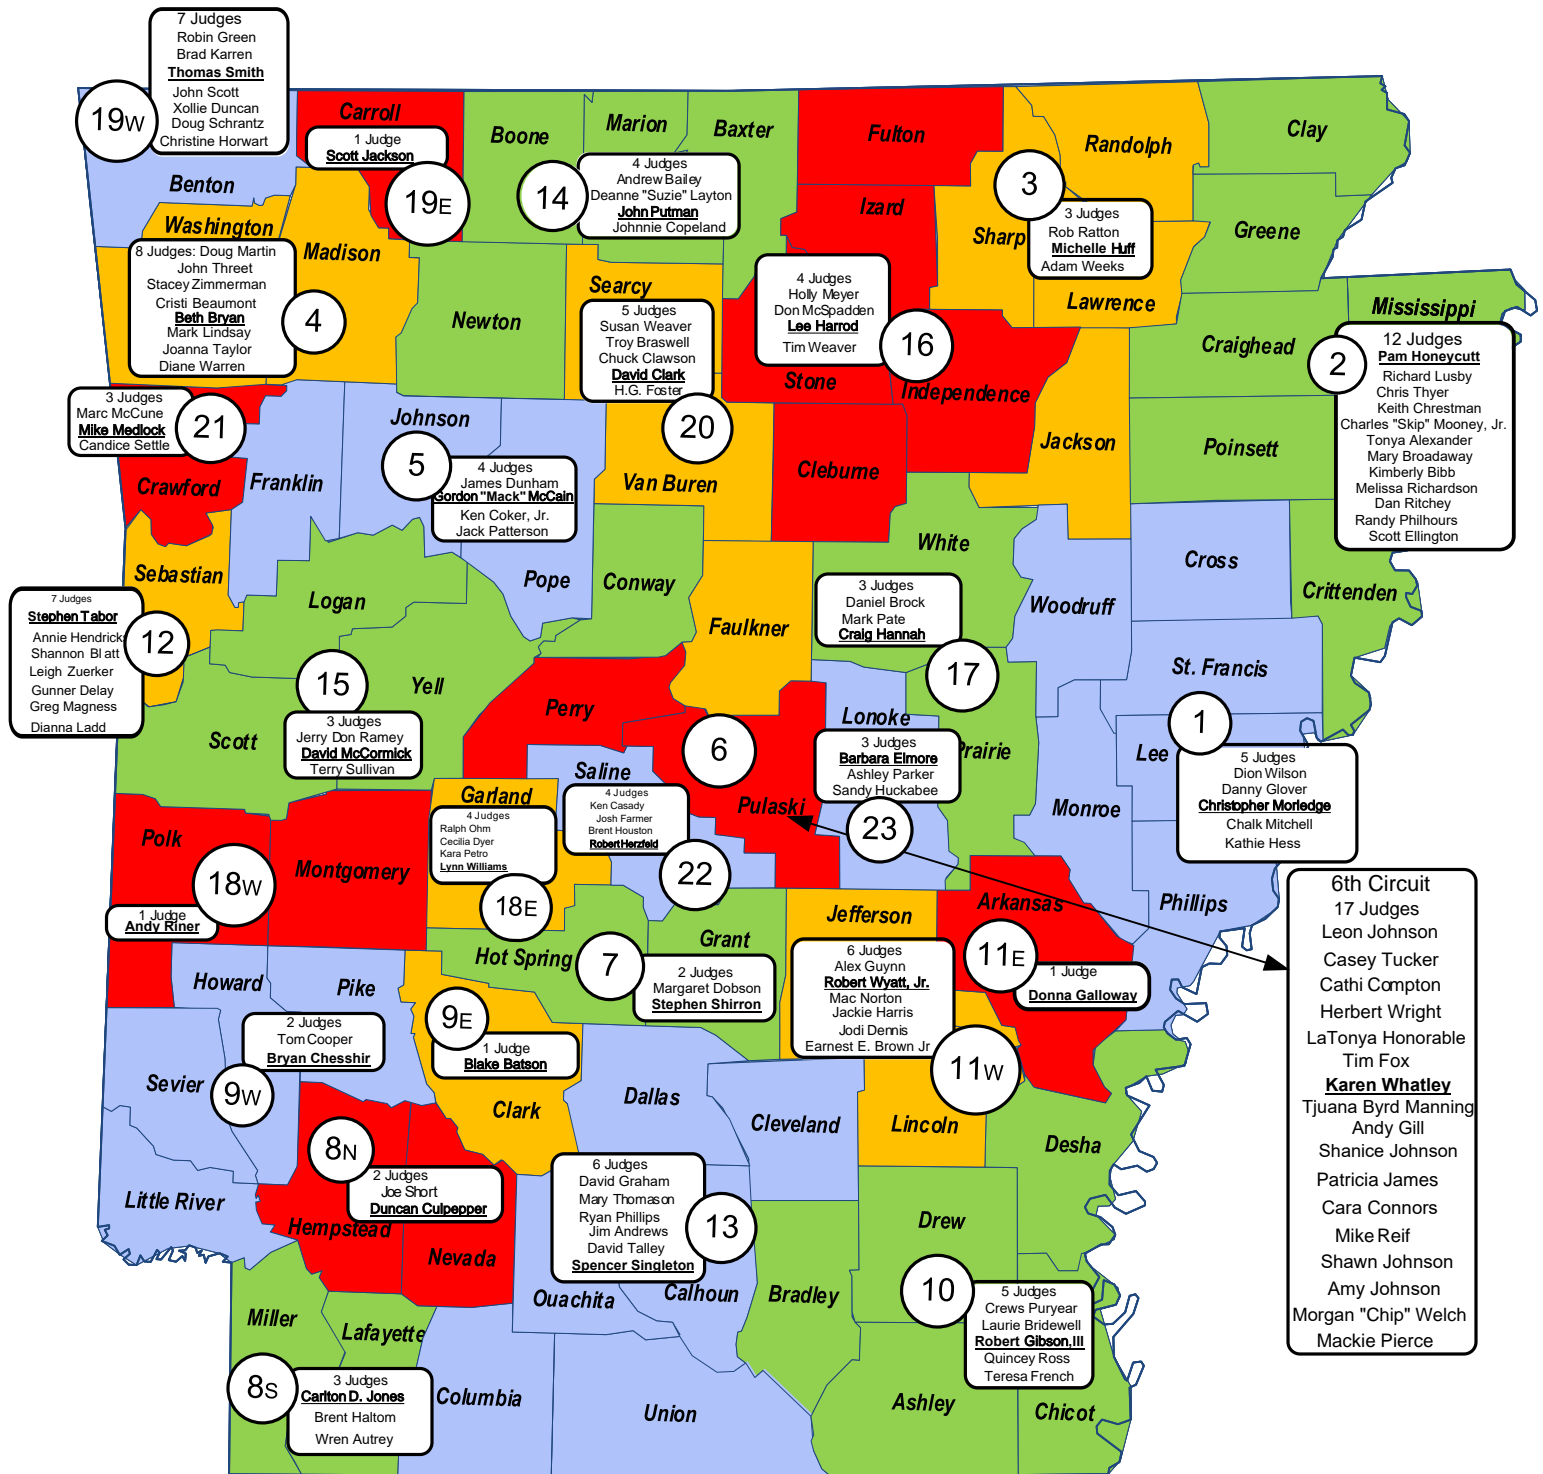 7 Judges
Robin Green
Brad Karren
Thomas Smith
John Scott
Xollie Duncan
Doug Schrantz
Christine Horwart
19W
Benton
Carroll
1 Judge
Scott Jackson
19E
Boone
Marion
Baxter
14
4 Judges
Andrew Bailey
Deanne "Suzie" Layton
John Putman
Johnnie Copeland
Newton
Fulton
Izard
Sharp
Randolph
Lawrence
3
3 Judges
Rob Ratton
Michelle Huff
Adam Weeks
Clay
Greene
Craighead
Mississippi
Poinsett
Crittenden
2
12 Judges
Pam Honeycutt
Richard Lusby
Chris Thyer
Keith Chrestman
Charles "Skip" Mooney, Jr.
Tonya Alexander
Mary Broadaway
Kimberly Bibb
Melissa Richardson
Dan Ritchey
Randy Philhours
Scott Ellington
Washington
Madison
8 Judges: Doug Martin
John Threet
Stacey Zimmerman
Cristi Beaumont
Beth Bryan
Mark Lindsay
Joanna Taylor
Diane Warren
4
Searcy
5 Judges
Susan Weaver
Troy Braswell
Chuck Clawson
David Clark
H.G. Foster
20
Van Buren
Faulkner
4 Judges
Holly Meyer
Don McSpadden
Lee Harrod
Tim Weaver
16
Stone
Independence
Cleburne
Jackson
3 Judges
Marc McCune
Mike Medlock
Candice Settle
21
Crawford
Johnson
Franklin
Pope
5
4 Judges
James Dunham
Gordon "Mack" McCain
Ken Coker, Jr.
Jack Patterson
Sebastian
7 Judges
Stephen Tabor
Annie Hendrick
Shannon Blatt
Leigh Zuerker
Gunner Delay
Greg Magness
Dianna Ladd
12
Logan
Conway
Yell
Scott
15
3 Judges
Jerry Don Ramey
David McCormick
Terry Sullivan
White
3 Judges
Daniel Brock
Mark Pate
Craig Hannah
17
Prairie
Cross
Woodruff
St. Francis
Lee
Monroe
Phillips
1
5 Judges
Dion Wilson
Danny Glover
Christopher Morledge
Chalk Mitchell
Kathie Hess
Perry
6
Pulaski
Lonoke
3 Judges
Barbara Elmore
Ashley Parker
Sandy Huckabee
23
Saline
4 Judges
Ken Casady
Josh Farmer
Brent Houston
Robert Herzfeld
22
Garland
4 Judges
Ralph Ohm
Cecilia Dyer
Kara Petro
Lynn Williams
18E
Polk
Montgomery
18W
1 Judge
Andy Riner
6th Circuit
17 Judges
Leon Johnson
Casey Tucker
Cathi Compton
Herbert Wright
LaTonya Honorable
Tim Fox
Karen Whatley
Tjuana Byrd Manning
Andy Gill
Shanice Johnson
Patricia James
Cara Connors
Mike Reif
Shawn Johnson
Amy Johnson
Morgan "Chip" Welch
Mackie Pierce
Hot Spring
Grant
7
2 Judges
Margaret Dobson
Stephen Shirron
Jefferson
6 Judges
Alex Guynn
Robert Wyatt, Jr.
Mac Norton
Jackie Harris
Jodi Dennis
Earnest E. Brown Jr
11W
Lincoln
Arkansas
11E
1 Judge
Donna Galloway
Howard
Pike
Sevier
Little River
2 Judges
Tom Cooper
Bryan Chesshir
9W
9E
1 Judge
Blake Batson
Clark
8N
2 Judges
Joe Short
Duncan Culpepper
Hempstead
Nevada
Dallas
Cleveland
6 Judges
David Graham
Mary Thomason
Ryan Phillips
Jim Andrews
David Talley
Spencer Singleton
13
Ouachita
Calhoun
Columbia
Union
Desha
Drew
Bradley
Ashley
Chicot
10
5 Judges
Crews Puryear
Laurie Bridewell
Robert Gibson,III
Quincey Ross
Teresa French
Miller
Lafayette
8S
3 Judges
Carlton D. Jones
Brent Haltom
Wren Autrey